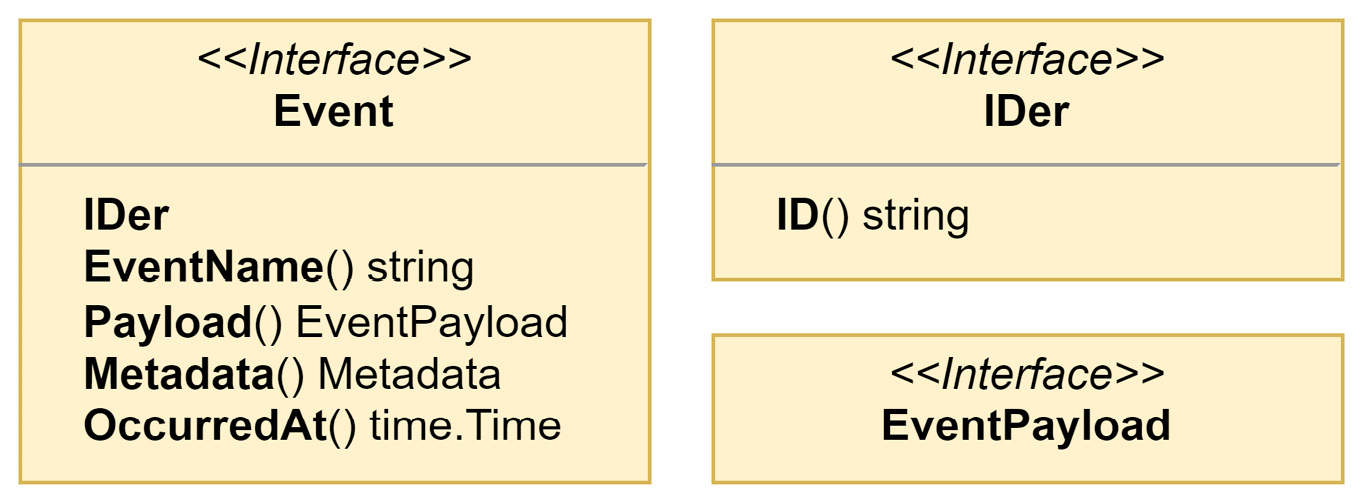 <<Interface>>
Event
IDer
EventName() string
Payload() EventPayload
Metadata() Metadata
OccurredAt() time.Time
<<Interface>>
IDer
ID() string
<<Interface>>
EventPayload